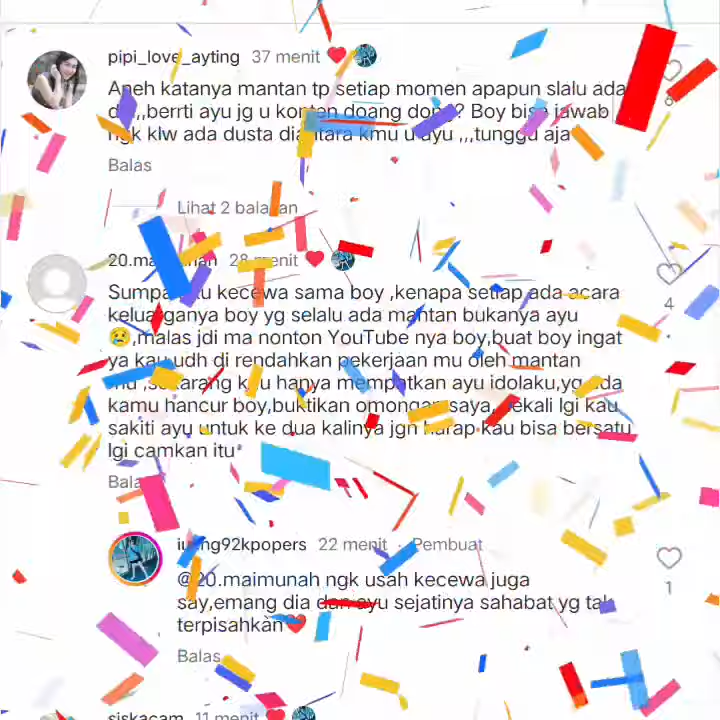 pipi_love_ayting 37 menit
Aneh katanya mantan tp setiap momen apapun slalu ada
,,berrti ayu jg u konten doang dong? Boy bisa jawab
ngk klw ada dusta diantara kmu u ayu ,,,tunggu aja
Balas
Lihat 2 balasan
28 menit
kecewa sama boy ,kenapa setiap ada acara
keluarganya boy yg selalu ada mantan bukanya ayu
😢,malas jdi ma nonton YouTube nya boy,buat boy ingat
ya kau udh di rendahkan pekerjaan mu oleh mantan
,sekarang kau hanya mempatkan ayu idolaku,yg ada
kamu hancur boy,buktikan omongan saya, sekali lgi kau
sakiti ayu untuk ke dua kalinya jgn harap kau bisa bersatu
lgi camkan itu
4
Balas
iu ng92kpopers 22 menit · Pembuat
@20.maimunah ngk usah kecewa juga
say,emang dia dan ayu sejatinya sahabat yg tak
terpisahkan❤️
1
Balas
siskacam 11 menit